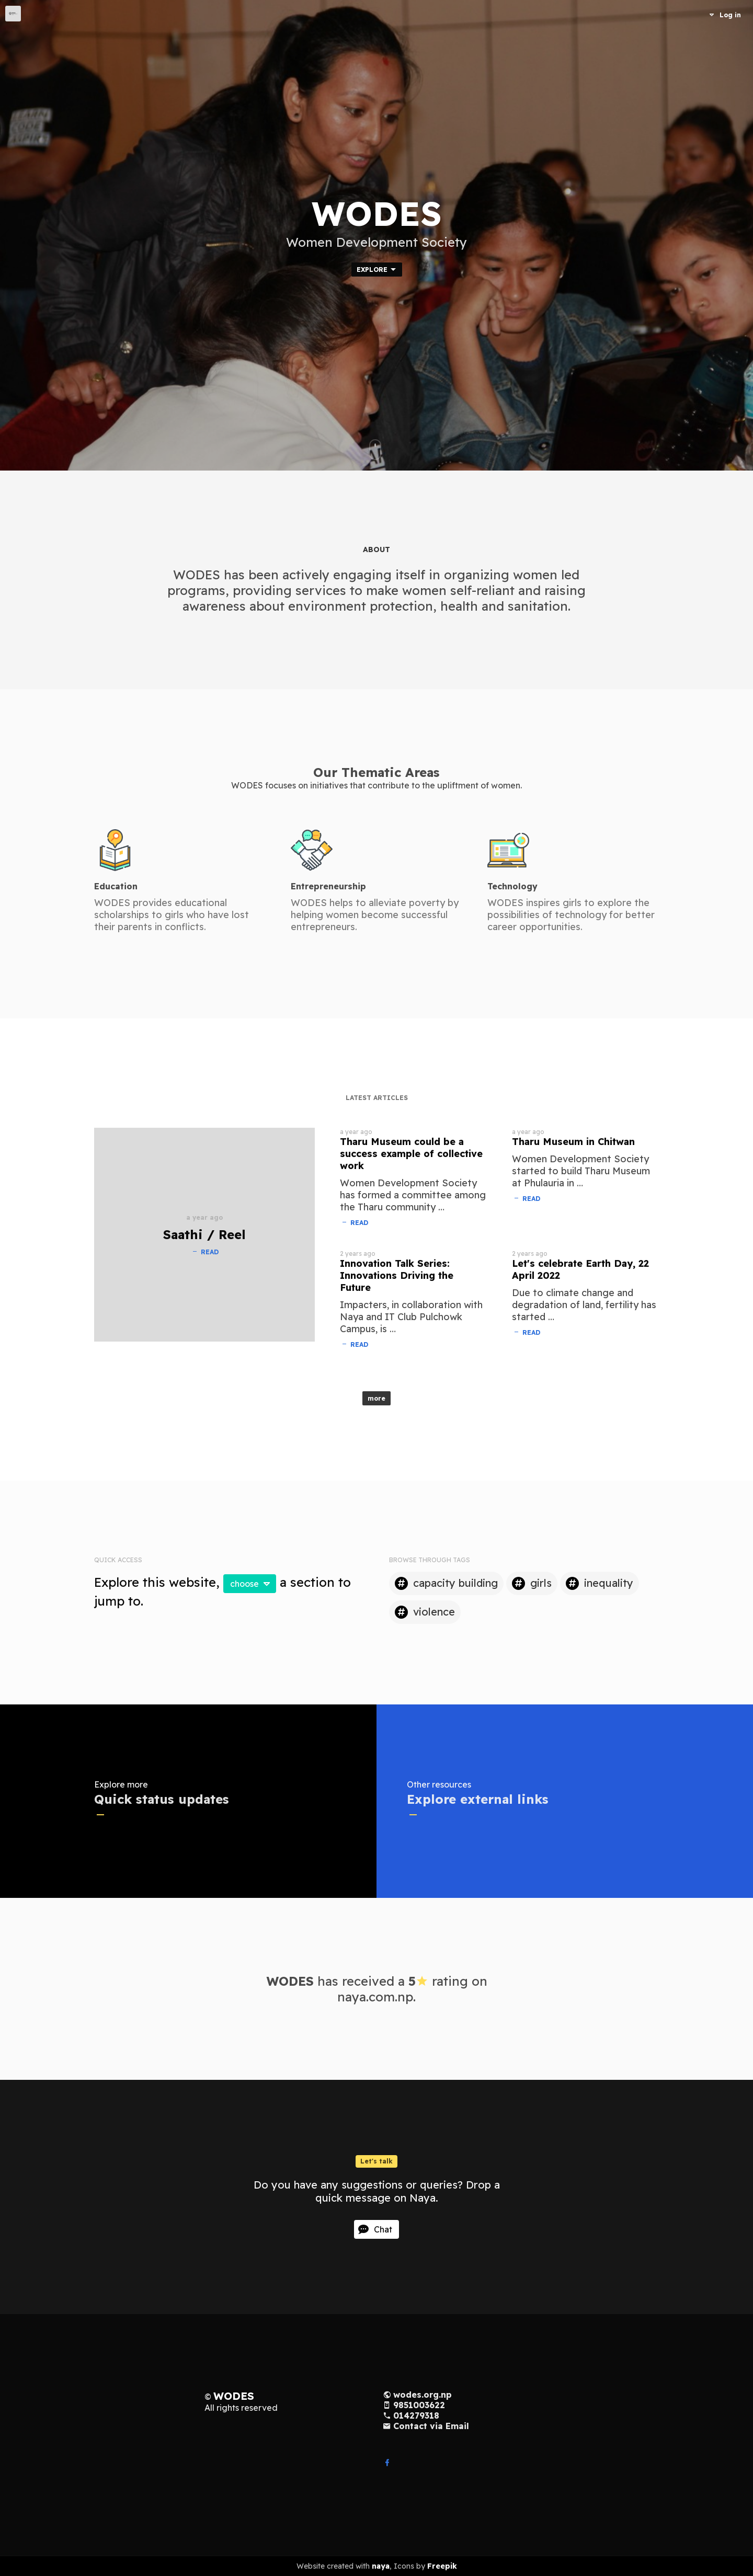 Log in
WODES
Women Development Society
EXPLORE
ABOUT
WODES has been actively engaging itself in organizing women led
programs, providing services to make women self-reliant and raising
awareness about environment protection, health and sanitation.
Our Thematic Areas
WODES focuses on initiatives that contribute to the upliftment of women.
Education
WODES provides educational
scholarships to girls who have lost
their parents in conflicts.
Entrepreneurship
WODES helps to alleviate poverty by
helping women become successful
entrepreneurs.
Technology
WODES inspires girls to explore the
possibilities of technology for better
career opportunities.
LATEST ARTICLES
a year ago
Saathi / Reel
READ
a year ago
Tharu Museum could be a
success example of collective
work
Women Development Society
has formed a committee among
the Tharu community ...
READ
a year ago
Tharu Museum in Chitwan
Women Development Society
started to build Tharu Museum
at Phulauria in ...
READ
2 years ago
Innovation Talk Series:
Innovations Driving the
Future
Impacters, in collaboration with
Naya and IT Club Pulchowk
Campus, is ...
READ
2 years ago
Let's celebrate Earth Day, 22
April 2022
Due to climate change and
degradation of land, fertility has
started ...
READ
more
QUICK ACCESS
Explore this website, choose a section to
jump to.
BROWSE THROUGH TAGS
# capacity building # girls # inequality
# violence
Explore more
Quick status updates
Other resources
Explore external links
WODES has received a 5★ rating on
naya.com.np.
Let's talk
Do you have any suggestions or queries? Drop a
quick message on Naya.
Chat
© WODES
All rights reserved
wodes.org.np
9851003622
014279318
Contact via Email
Website created with naya, Icons by Freepik